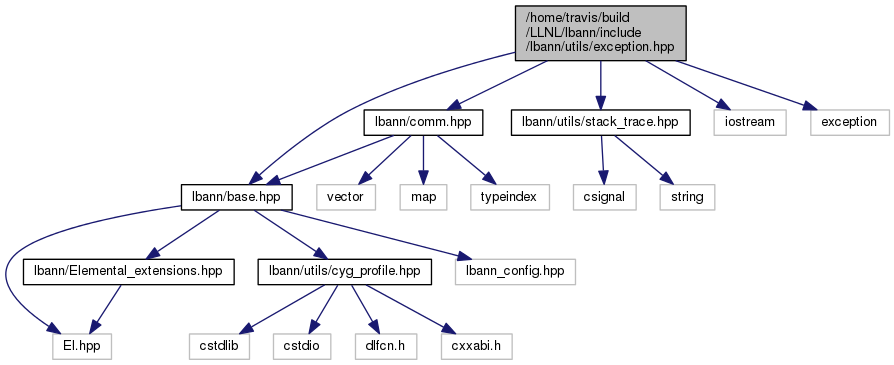 /home/travis/build
/LLNL/lbann/include
/lbann/utils/exception.hpp
lbann/comm.hpp
lbann/utils/stack_trace.hpp
iostream
exception
lbann/base.hpp
vector
map
typeindex
csignal
string
lbann/Elemental_extensions.hpp
lbann/utils/cyg_profile.hpp
lbann_config.hpp
El.hpp
cstdlib
cstdio
dlfcn.h
cxxabi.h